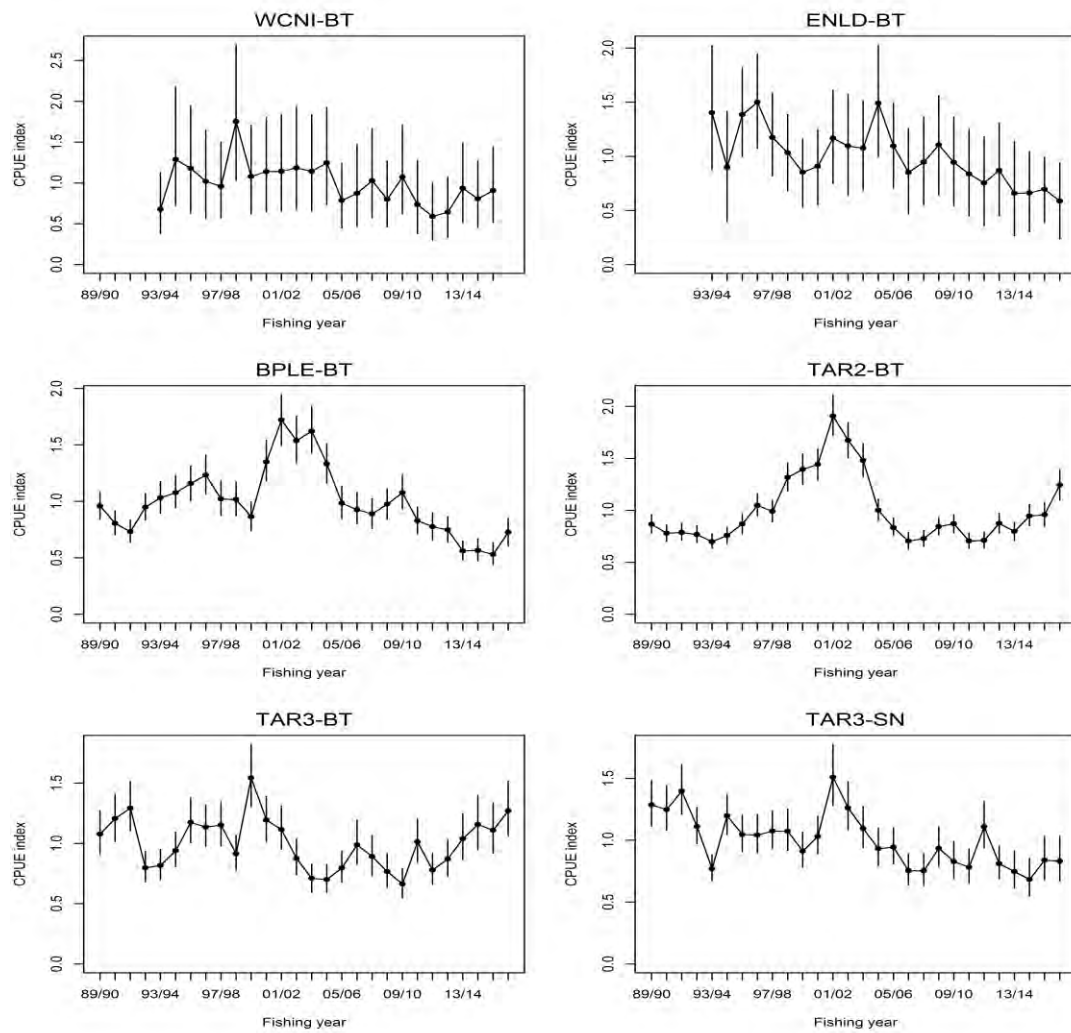 WCNI-BT
CPUE index
0.0 0.5 1.0 1.5 2.0 2.5
89/90 93/94 97/98 01/02 05/06 09/10 13/14
Fishing year
ENLD-BT
CPUE index
0.0 0.5 1.0 1.5 2.0
93/94 97/98 01/02 05/06 09/10 13/14
Fishing year
BPLE-BT
CPUE index
0.0 0.5 1.0 1.5 2.0
89/90 93/94 97/98 01/02 05/06 09/10 13/14
Fishing year
TAR2-BT
CPUE index
0.0 0.5 1.0 1.5 2.0
89/90 93/94 97/98 01/02 05/06 09/10 13/14
Fishing year
TAR3-BT
CPUE index
0.0 0.5 1.0 1.5
89/90 93/94 97/98 01/02 05/06 09/10 13/14
Fishing year
TAR3-SN
CPUE index
0.0 0.5 1.0 1.5
89/90 93/94 97/98 01/02 05/06 09/10 13/14
Fishing year